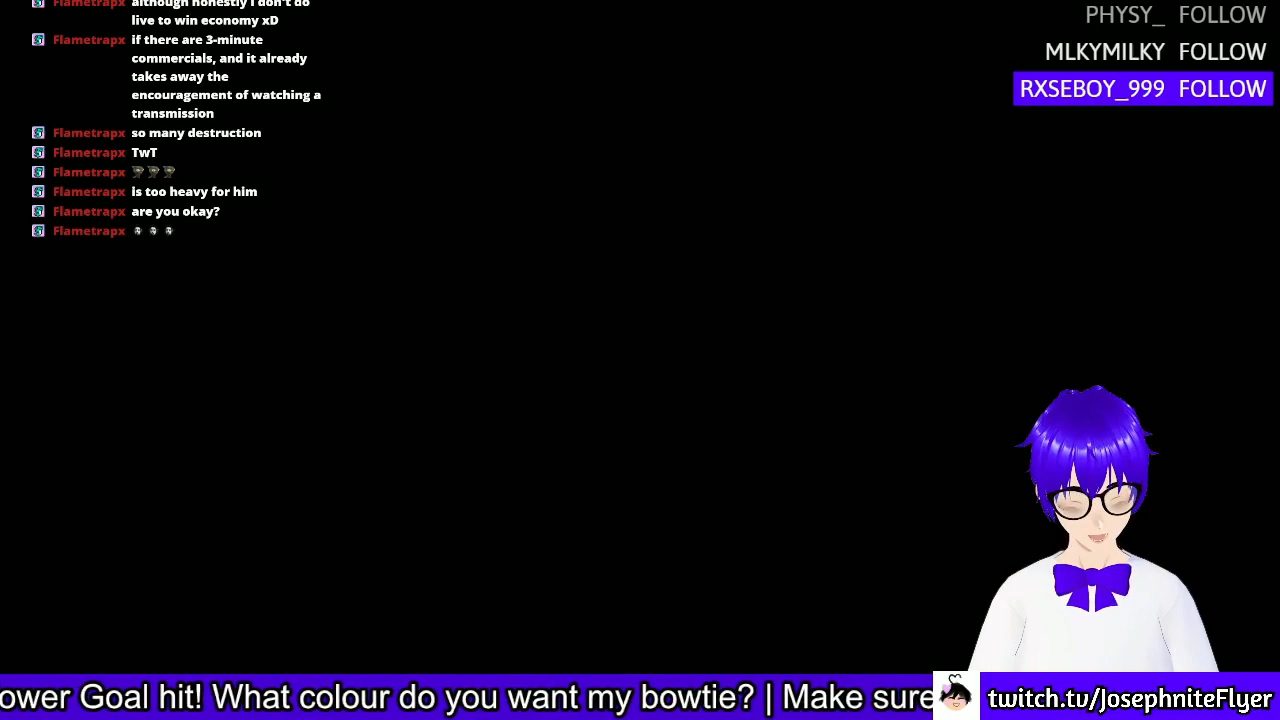 Flametrapx although honestly I don't do
live to win economy xD
Flametrapx if there are 3-minute
commercials, and it already
takes away the
encouragement of watching a
transmission
Flametrapx so many destruction
Flametrapx TwT
Flametrapx
Flametrapx is too heavy for him
Flametrapx are you okay?
Flametrapx
PHYSY_ FOLLOW
MLKYMILKY FOLLOW
RXSEBOY_999 FOLLOW
ower Goal hit! What colour do you want my bowtie? | Make sure
twitch.tv/JosephniteFlyer